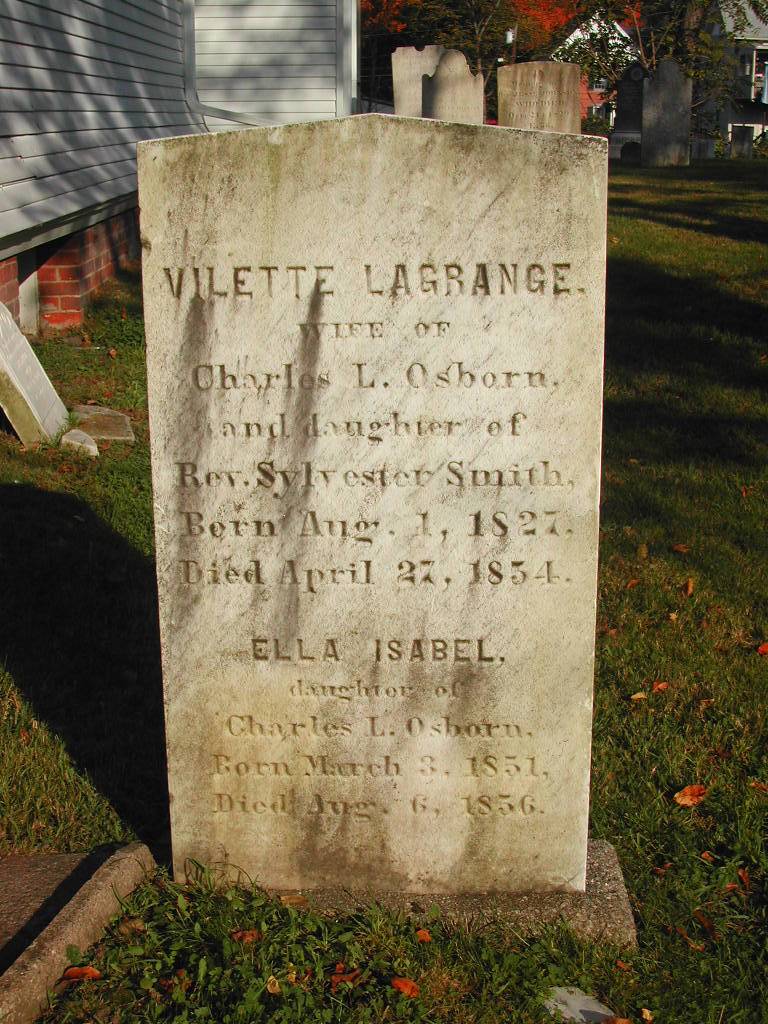 VILETTE LAGRANGE.
WIFE OF
Charles L. Osborn,
and daughter of
Rev. Sylvester Smith,
Born Aug. 1, 1827,
Died April 27, 1854.
ELLA ISABEL,
daughter of
Charles L. Osborn,
Born March 3, 1851,
Died Aug. 6, 1856.